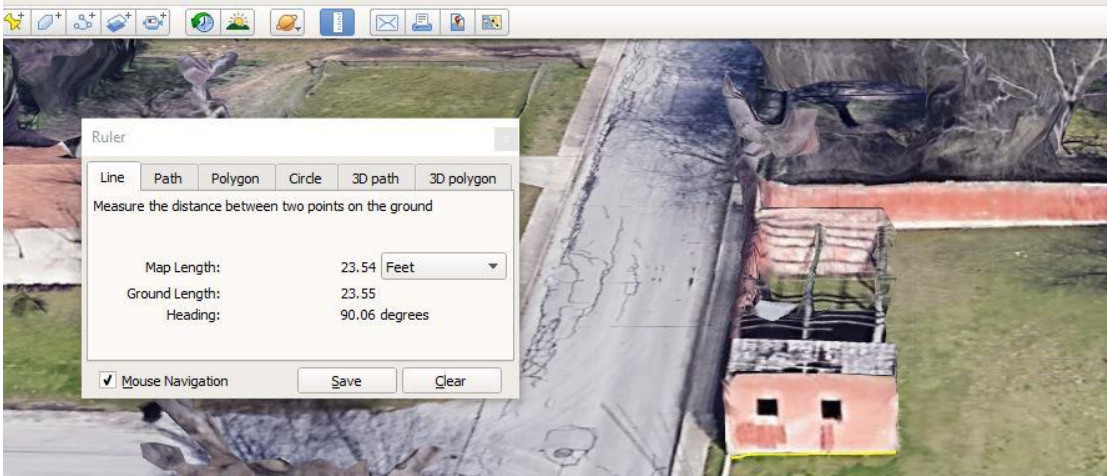 Ruler
Line Path Polygon Circle 3D path 3D polygon
Measure the distance between two points on the ground
Map Length: 23.54 Feet
Ground Length: 23.55
Heading: 90.06 degrees
Mouse Navigation Save Clear